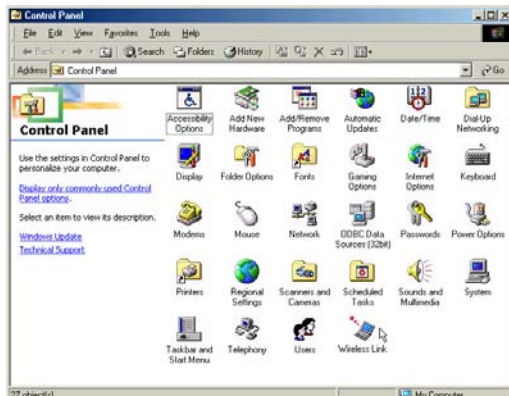 Control Panel
File Edit View Favorites Tools Help
Back Search Folders History
Address Control Panel Go
Control Panel
Use the settings in Control Panel to
personalize your computer.
Display only commonly used Control
Panel options.
Select an item to view its description.
Windows Update
Technical Support
Accessibility Options
Add New Hardware
Add/Remove Programs
Automatic Updates
Date/Time
Dial-Up Networking
Display
Folder Options
Fonts
Gaming Options
Internet Options
Keyboard
Modems
Mouse
Network
ODBC Data Sources (32bit)
Passwords
Power Options
Printers
Regional Settings
Scanners and Cameras
Scheduled Tasks
Sounds and Multimedia
System
Taskbar and Start Menu
Telephony
Users
Wireless Link
27 object(s)
My Computer